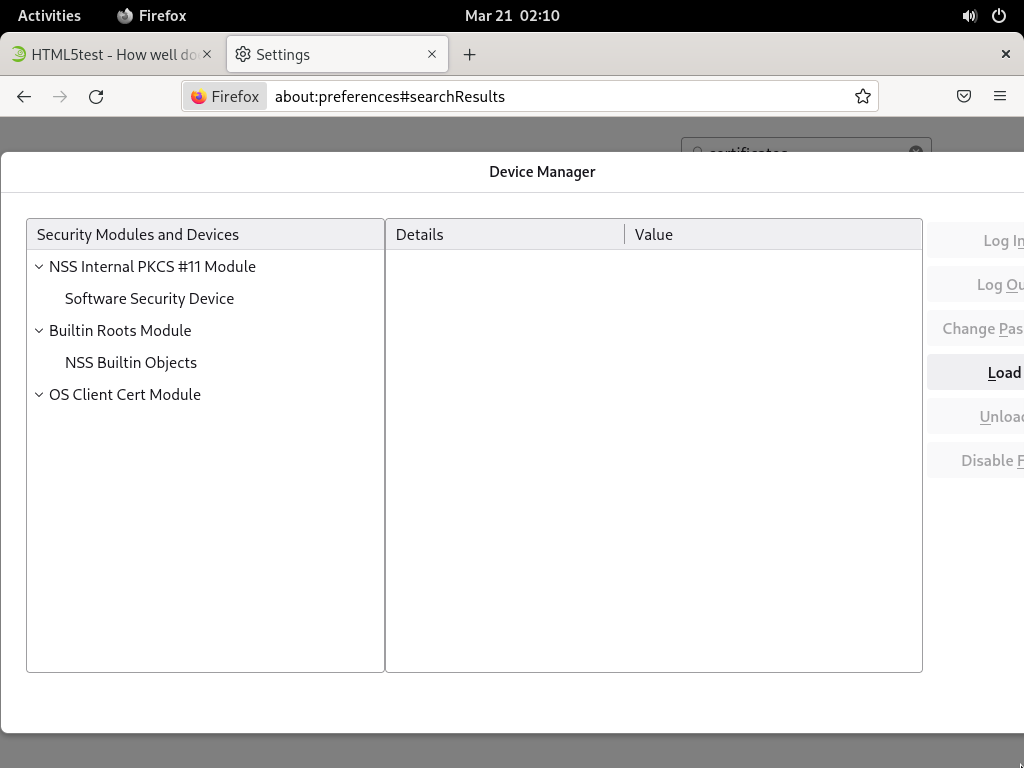 Activities Firefox Mar 21 02:10
HTML5test - How well do Settings
Firefox about:preferences#searchResults
Device Manager
Security Modules and Devices Details Value
NSS Internal PKCS #11 Module
Software Security Device
Builtin Roots Module
NSS Builtin Objects
OS Client Cert Module
Log In
Log Ou
Change Pas
Load
Unload
Disable F